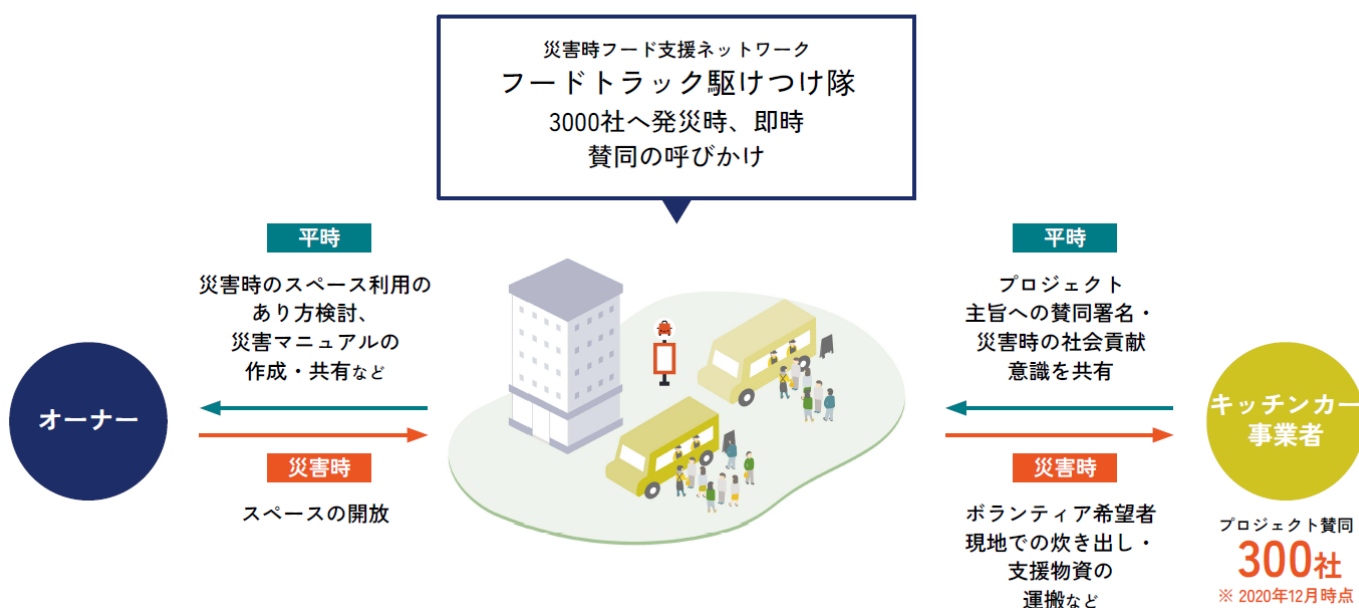 災害時フード支援ネットワーク
フードトラック駆けつけ隊
3000社へ発災時、即時
賛同の呼びかけ
平時
災害時のスペース利用の
あり方検討、
災害マニュアルの
作成・共有など
オーナー
災害時
スペースの開放
平時
プロジェクト
主旨への賛同署名・
災害時の社会貢献
意識を共有
キッチンカー
事業者
災害時
ボランティア希望者
現地での炊き出し・
支援物資の
運搬など
プロジェクト賛同
300社
※ 2020年12月時点